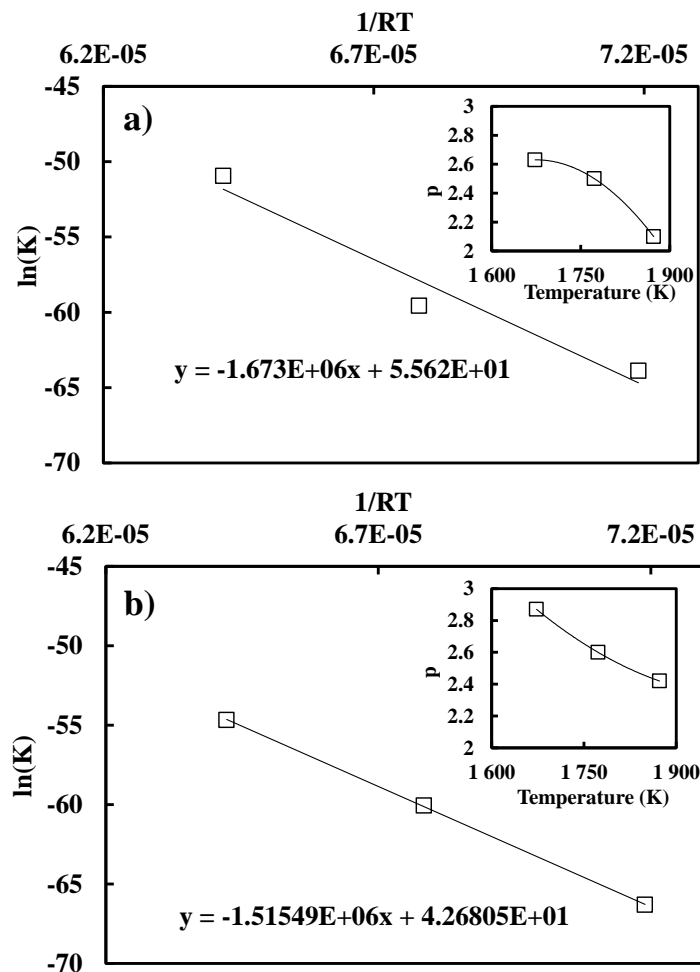 1/RT
6.2E-05 6.7E-05 7.2E-05
-45
-50
-55
-60
-65
-70
ln(K)
a)
3
2.8
2.6
2.4
2.2
2
p
1 600 1 750 1 900
Temperature (K)
y = -1.673E+06x + 5.562E+01
1/RT
6.2E-05 6.7E-05 7.2E-05
-45
-50
-55
-60
-65
-70
ln(K)
b)
3
2.8
2.6
2.4
2.2
2
p
1 600 1 750 1 900
Temperature (K)
y = -1.51549E+06x + 4.26805E+01